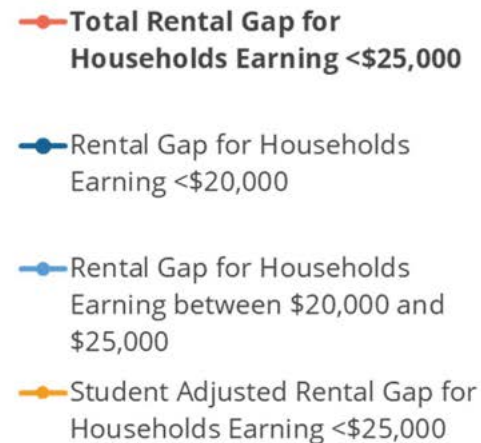 Total Rental Gap for
Households Earning <$25,000
Rental Gap for Households
Earning <$20,000
Rental Gap for Households
Earning between $20,000 and
$25,000
Student Adjusted Rental Gap for
Households Earning <$25,000